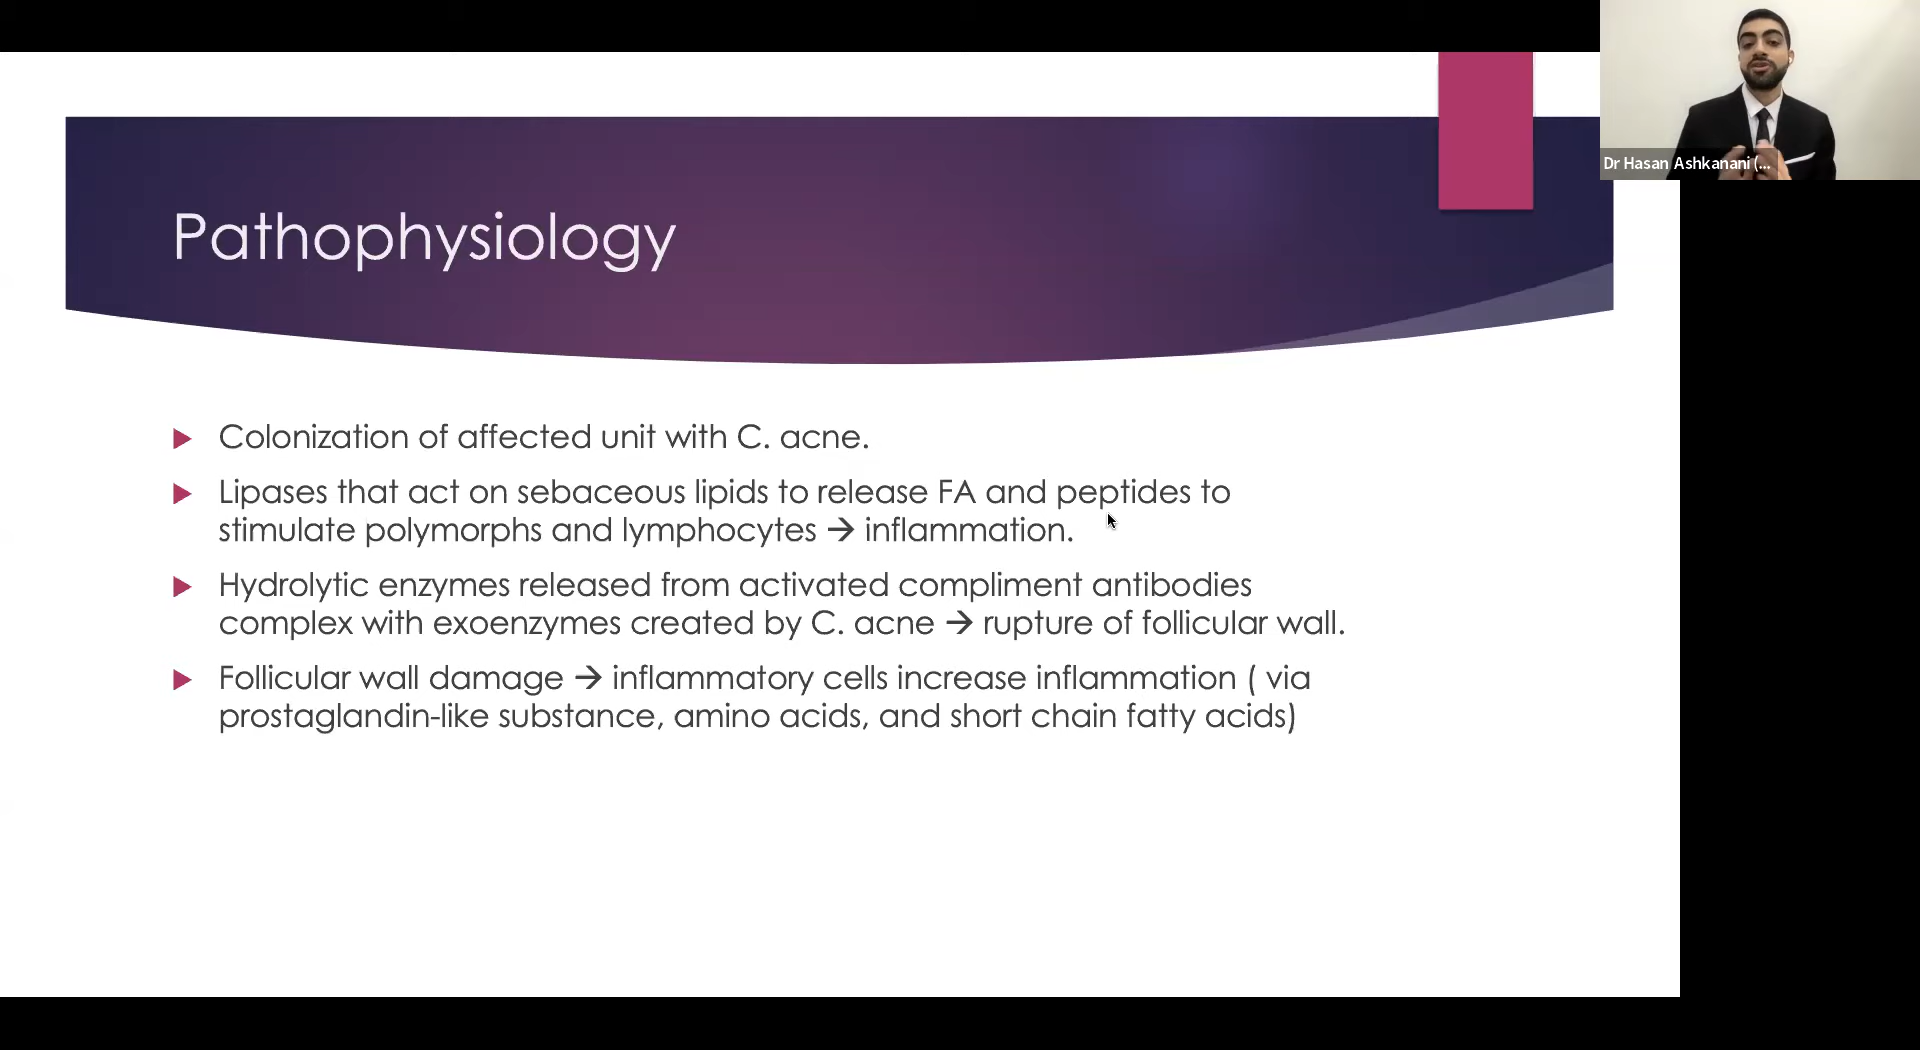 Pathophysiology
Colonization of affected unit with C. acne.
Lipases that act on sebaceous lipids to release FA and peptides to
stimulate polymorphs and lymphocytes → inflammation.
Hydrolytic enzymes released from activated compliment antibodies
complex with exoenzymes created by C. acne → rupture of follicular wall.
Follicular wall damage → inflammatory cells increase inflammation ( via
prostaglandin-like substance, amino acids, and short chain fatty acids)
Dr Hasan Ashkanani (...